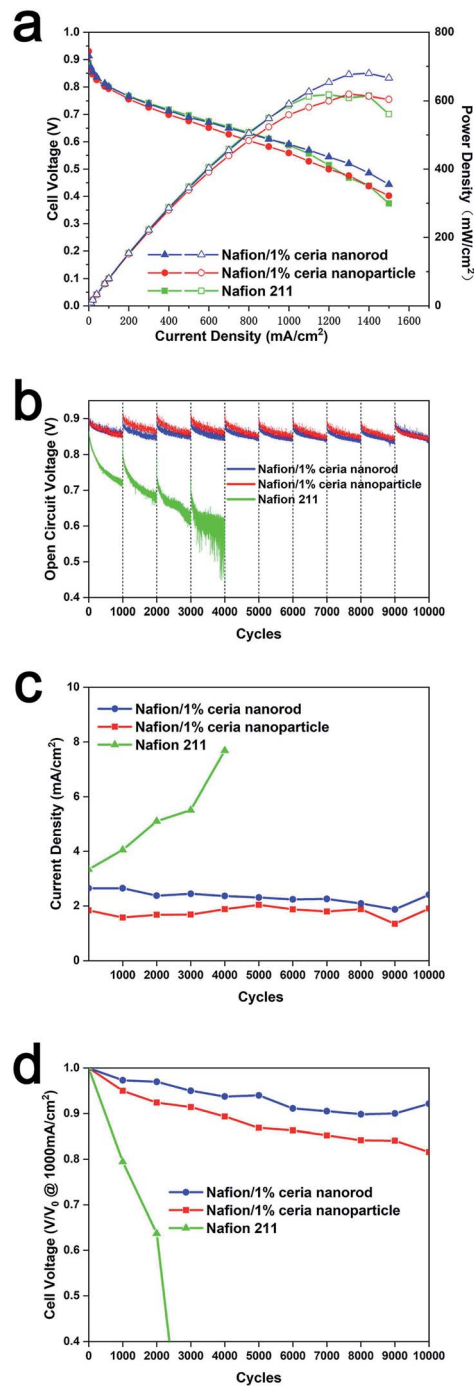 a
1.0
0.9
0.8
0.7
0.6
0.5
0.4
0.3
0.2
0.1
0.0
Cell Voltage (V)
800
600
400
200
0
Power Density (mW/cm²)
Nafion/1% ceria nanorod
Nafion/1% ceria nanoparticle
Nafion 211
0 200 400 600 800 1000 1200 1400 1600
Current Density (mA/cm²)
b
0.9
0.8
0.7
0.6
0.5
0.4
Open Circuit Voltage (V)
Nafion/1% ceria nanorod
Nafion/1% ceria nanoparticle
Nafion 211
0 1000 2000 3000 4000 5000 6000 7000 8000 9000 10000
Cycles
c
10
8
6
4
2
0
Current Density (mA/cm²)
Nafion/1% ceria nanorod
Nafion/1% ceria nanoparticle
Nafion 211
1000 2000 3000 4000 5000 6000 7000 8000 9000 10000
Cycles
d
1.0
0.9
0.8
0.7
0.6
0.5
0.4
Cell Voltage (V/V₀ @ 1000mA/cm²)
Nafion/1% ceria nanorod
Nafion/1% ceria nanoparticle
Nafion 211
0 1000 2000 3000 4000 5000 6000 7000 8000 9000 10000
Cycles